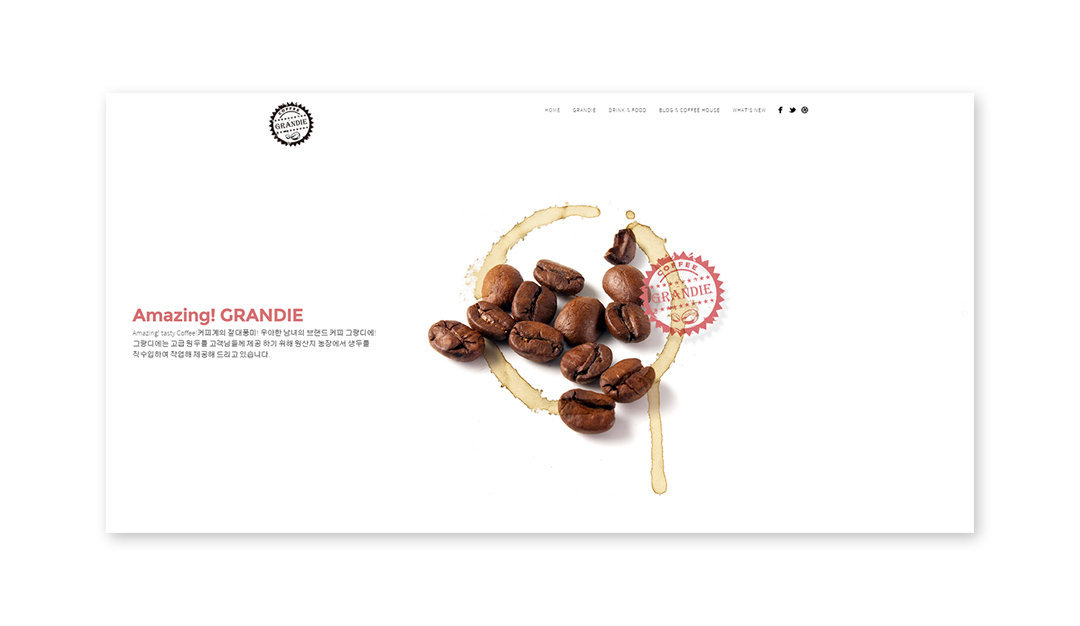 COFFEE
GRANDIE
HOME GRANDIE DRINK & FOOD BLOG & COFFEE HOUSE WHAT'S NEW
COFFEE
GRANDIE
Amazing! GRANDIE
Amazing! tasty Coffee!커피계의 절대풍미! 우아한 남녀의 브랜드 커피 그랑디에!
그랑디에는 고급 원두를 고객님들께 제공 하기 위해 원산지 농장에서 생두를
직수입하여 작업해 제공해 드리고 있습니다.